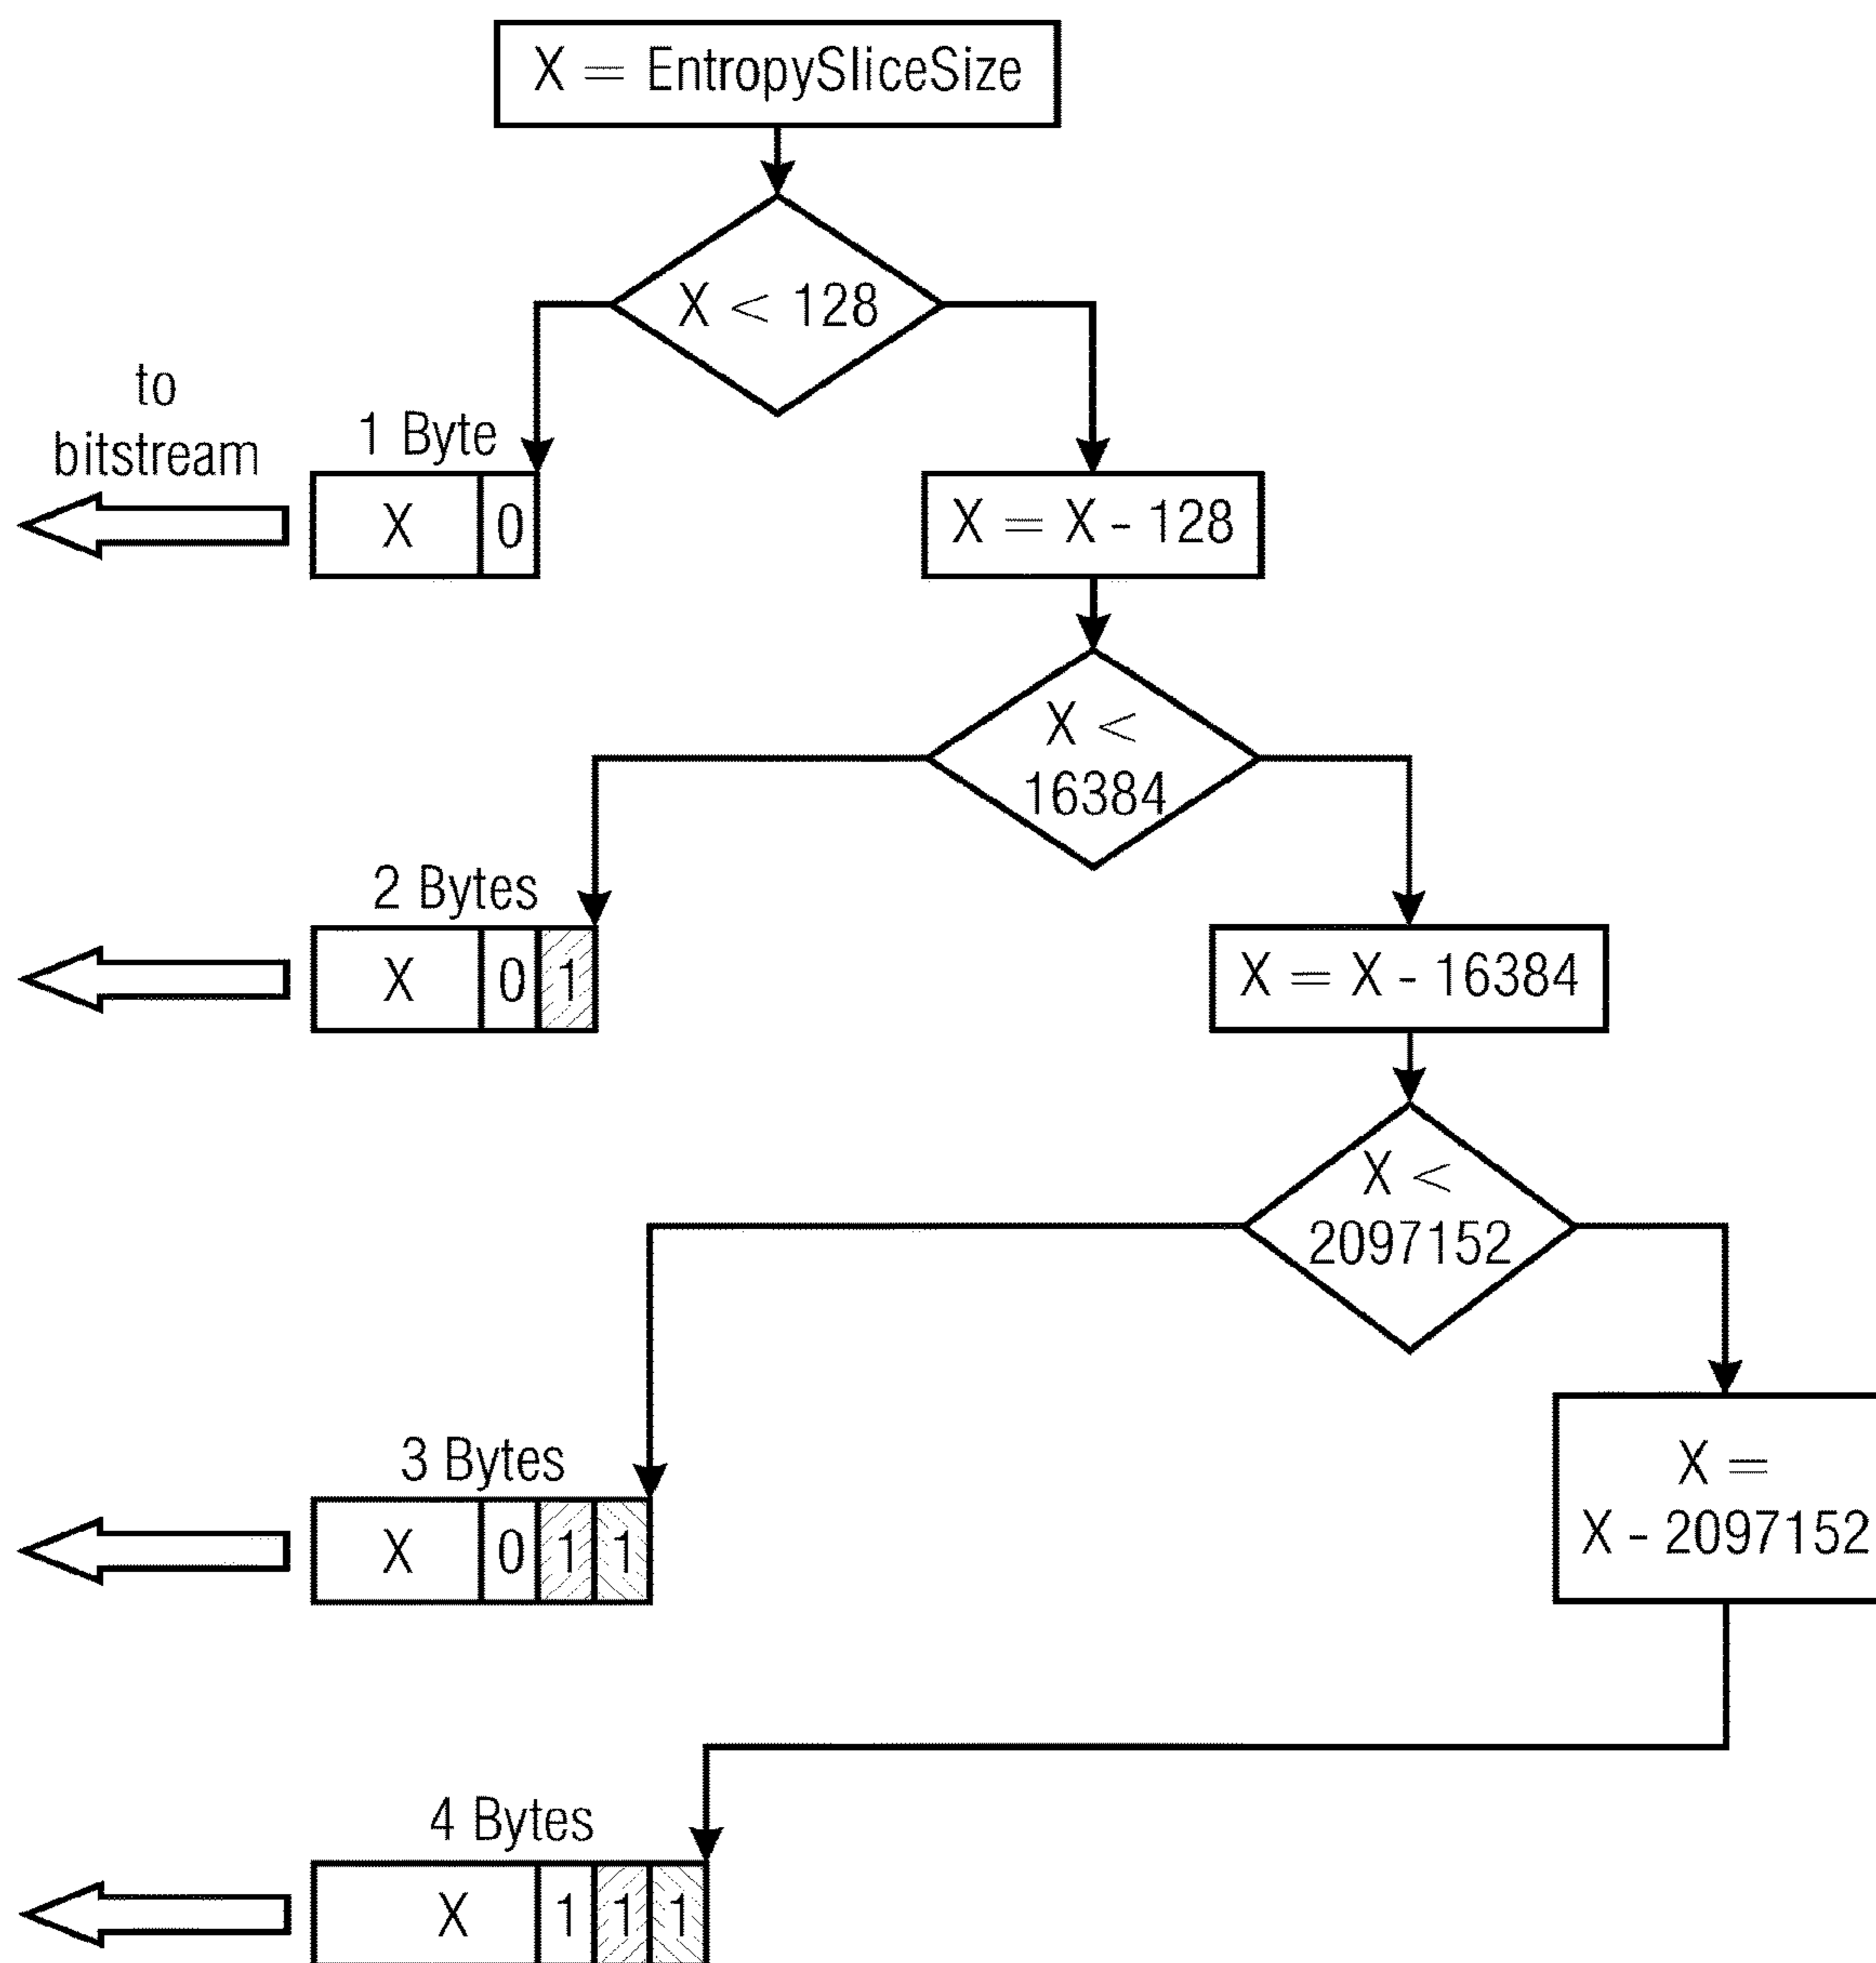 X = EntropySliceSize
X < 128
to
bitstream
1 Byte
X 0
X = X - 128
X <
16384
2 Bytes
X 0 1
X = X - 16384
X <
2097152
3 Bytes
X 0 1 1
X =
X - 2097152
4 Bytes
X 1 1 1